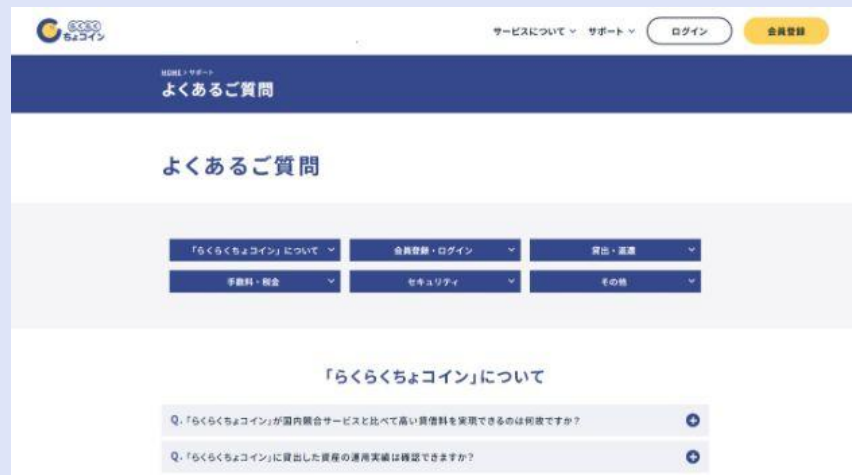 らくらく
ちょコイン
サービスについて サポート ログイン 会員登録
HOME > サポート
よくあるご質問
よくあるご質問
「らくらくちょコイン」について 会員登録・ログイン 貸出・返還
手数料・税金 セキュリティ その他
「らくらくちょコイン」について
Q.「らくらくちょコイン」が国内競合サービスと比べて高い賃借料を実現できるのは何故ですか?
Q.「らくらくちょコイン」に貸出した資産の運用実績は確認できますか?